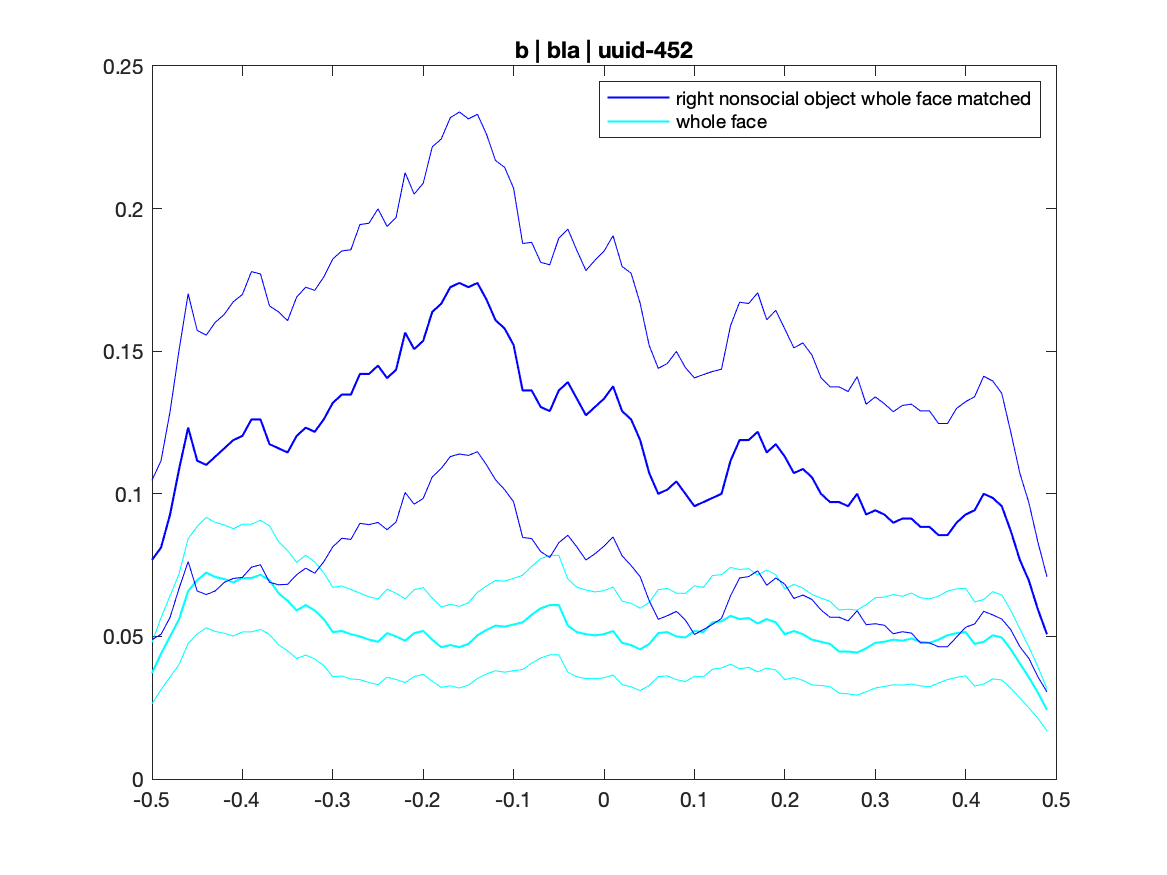 b | bla | uuid-452
right nonsocial object whole face matched
whole face
0.25
0.2
0.15
0.1
0.05
0
-0.5 -0.4 -0.3 -0.2 -0.1 0 0.1 0.2 0.3 0.4 0.5